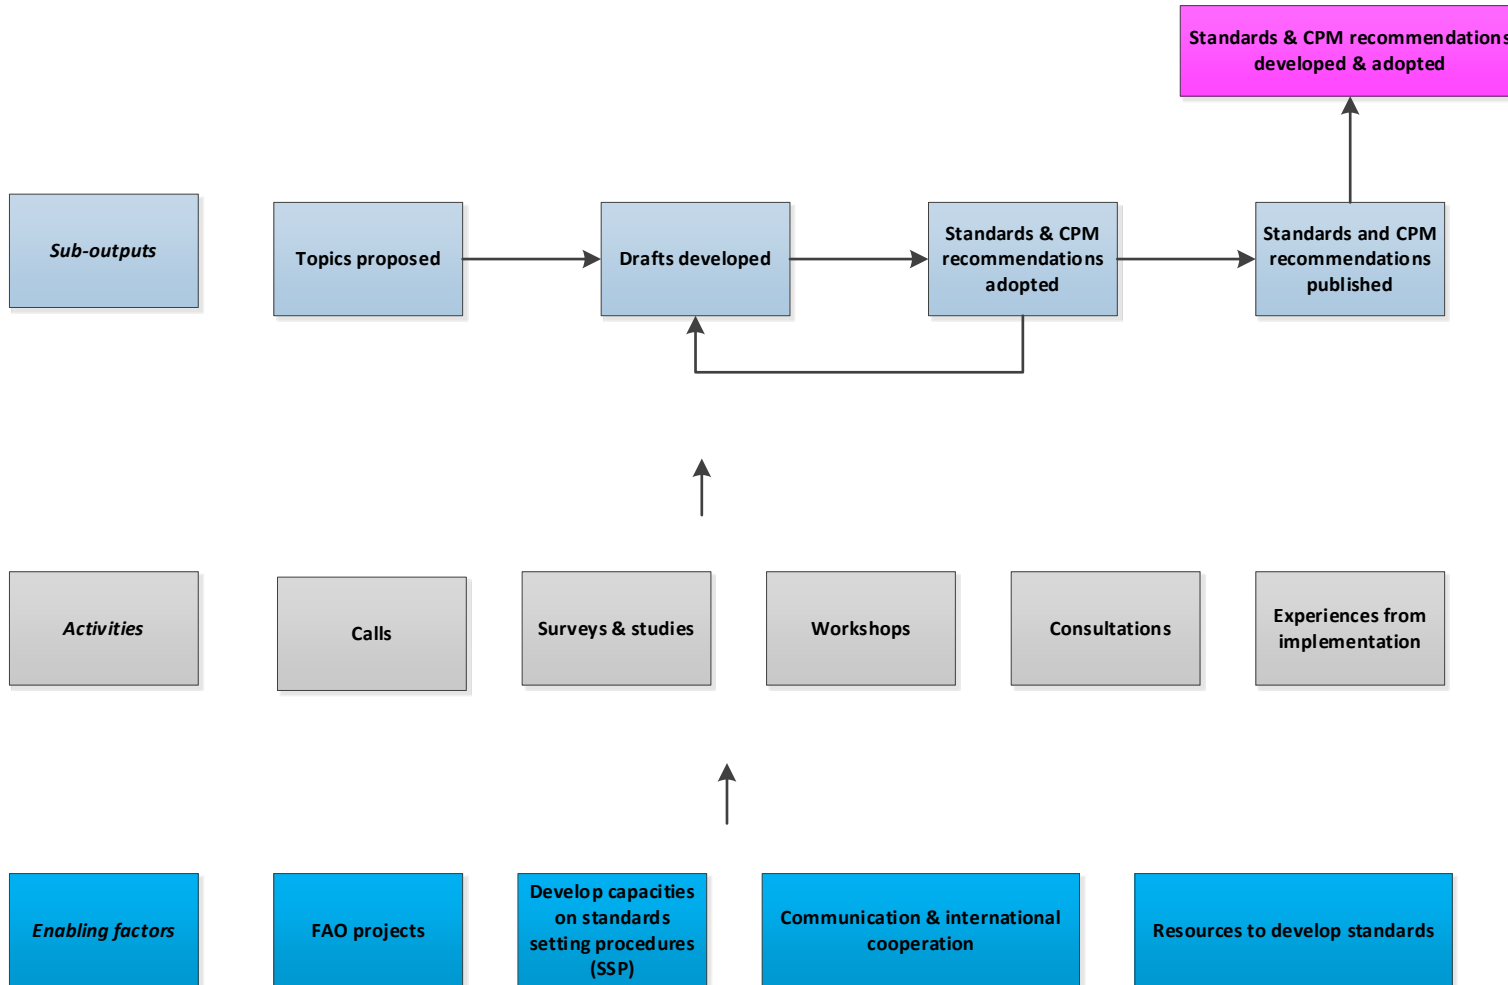 Standards & CPM recommendations
developed & adopted
Sub-outputs
Topics proposed
Drafts developed
Standards & CPM
recommendations
adopted
Standards and CPM
recommendations
published
Activities
Calls
Surveys & studies
Workshops
Consultations
Experiences from
implementation
Enabling factors
FAO projects
Develop capacities
on standards
setting procedures
(SSP)
Communication & international
cooperation
Resources to develop standards